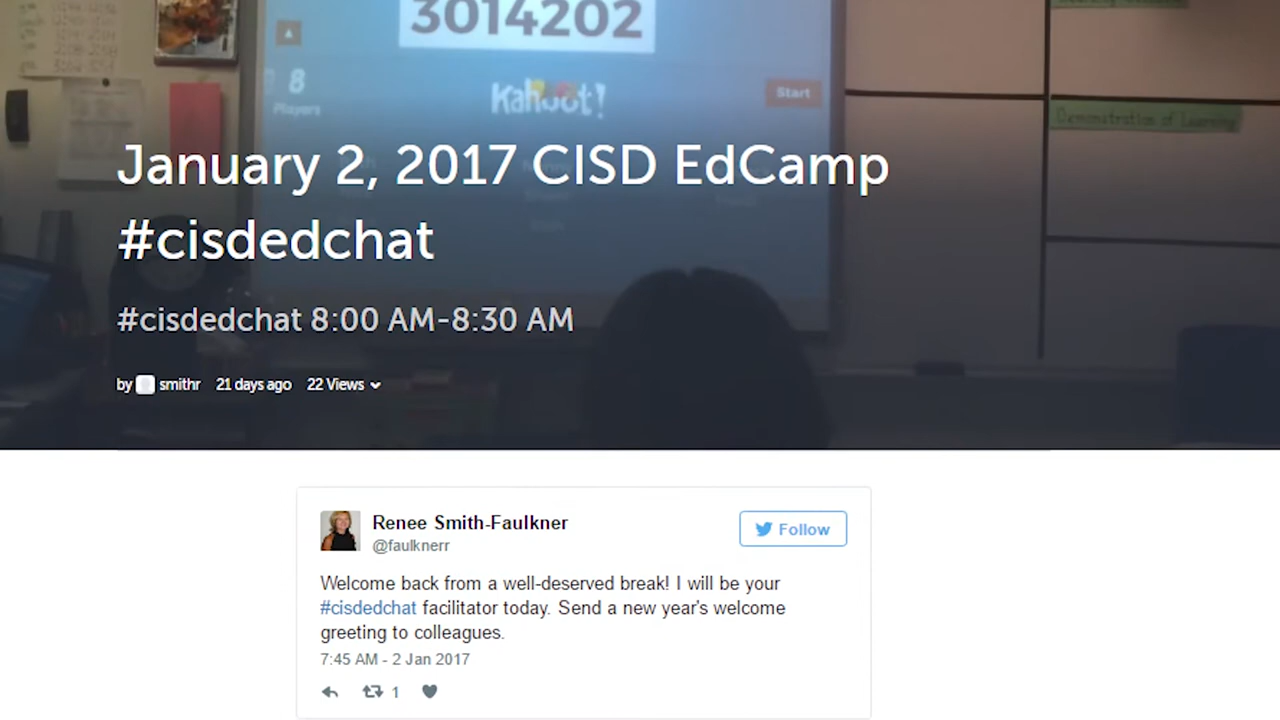 3014202
8
Players
Kahoot!
Start
Demonstration of Learning
January 2, 2017 CISD EdCamp
#cisdedchat
#cisdedchat 8:00 AM-8:30 AM
by smithr 21 days ago 22 Views
Renee Smith-Faulkner
@faulknerr
Follow
Welcome back from a well-deserved break! I will be your
#cisdedchat facilitator today. Send a new year's welcome
greeting to colleagues.
7:45 AM - 2 Jan 2017
1